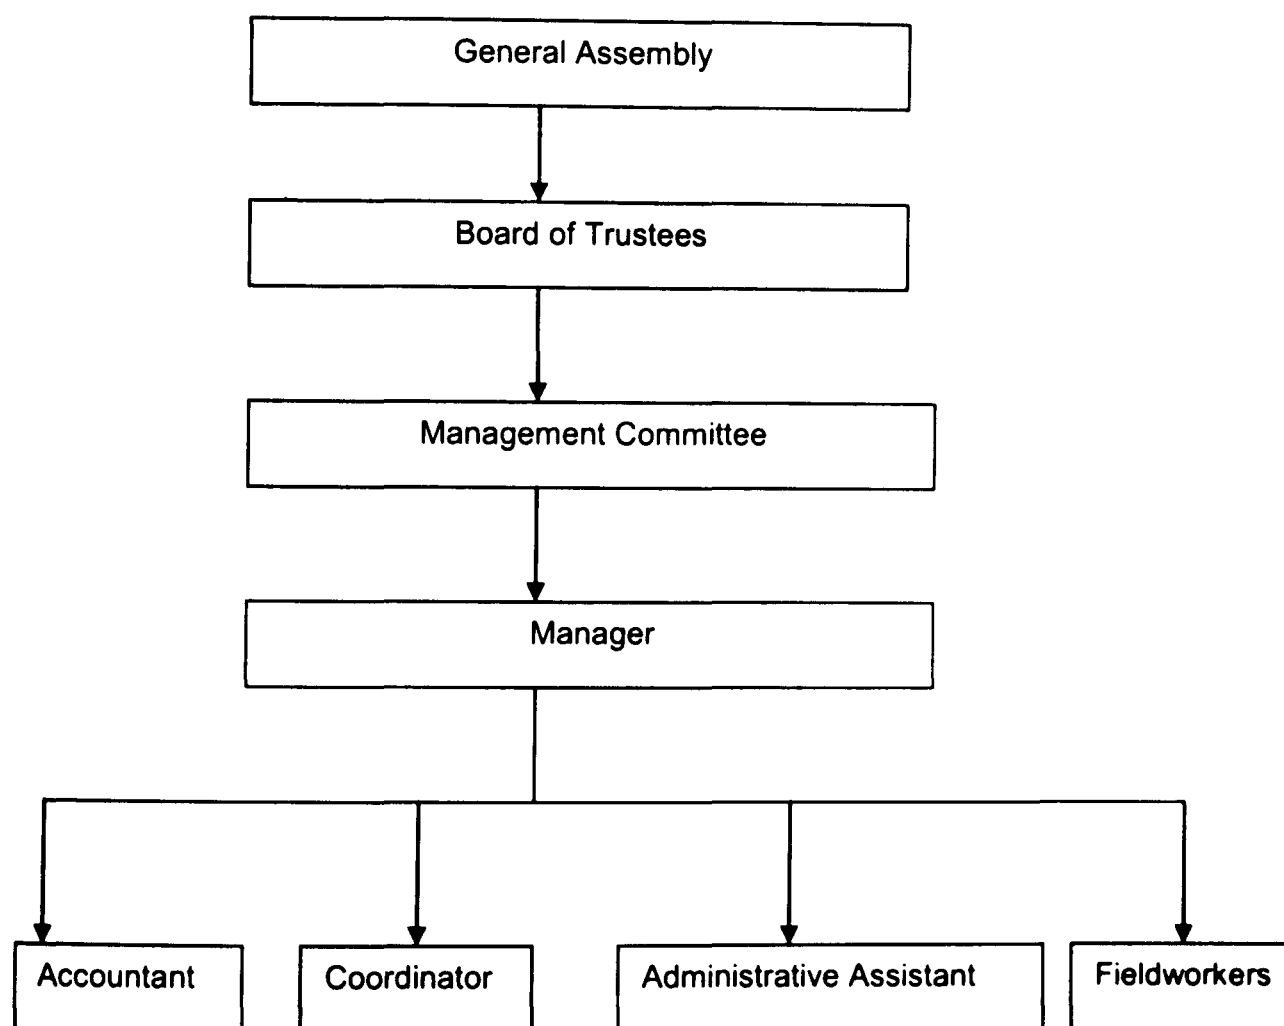 General Assembly
Board of Trustees
Management Committee
Manager
Accountant
Coordinator
Administrative Assistant
Fieldworkers